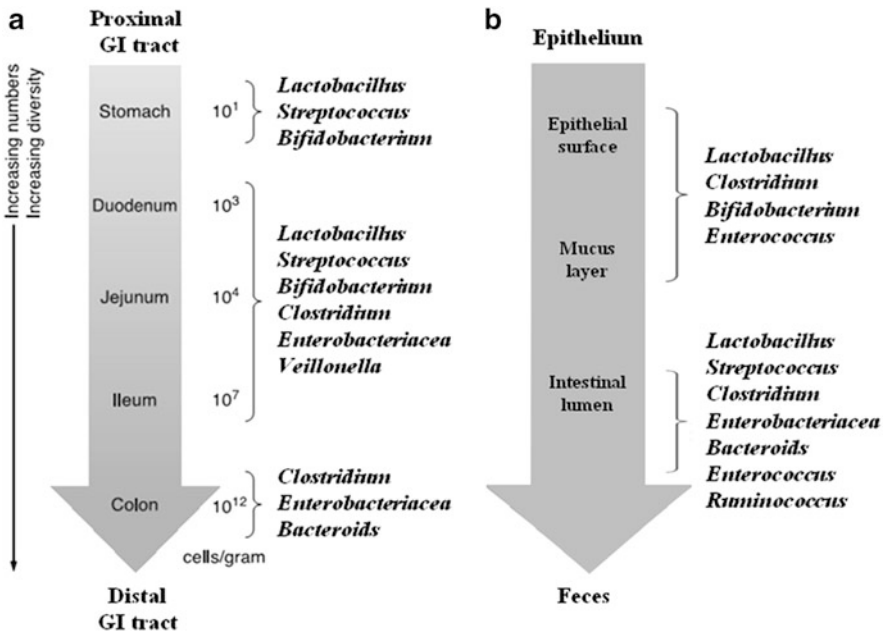 a
Proximal
GI tract
Increasing numbers
Increasing diversity
Stomach
10¹
Lactobacillus
Streptococcus
Bifidobacterium
Duodenum
10³
Jejunum
10⁴
Ileum
10⁷
Lactobacillus
Streptococcus
Bifidobacterium
Clostridium
Enterobacteriacea
Veillonella
Colon
10¹²
cells/gram
Clostridium
Enterobacteriacea
Bacteroids
Distal
GI tract
b
Epithelium
Epithelial
surface
Mucus
layer
Lactobacillus
Clostridium
Bifidobacterium
Enterococcus
Intestinal
lumen
Lactobacillus
Streptococcus
Clostridium
Enterobacteriacea
Bacteroids
Enterococcus
Ruminococcus
Feces